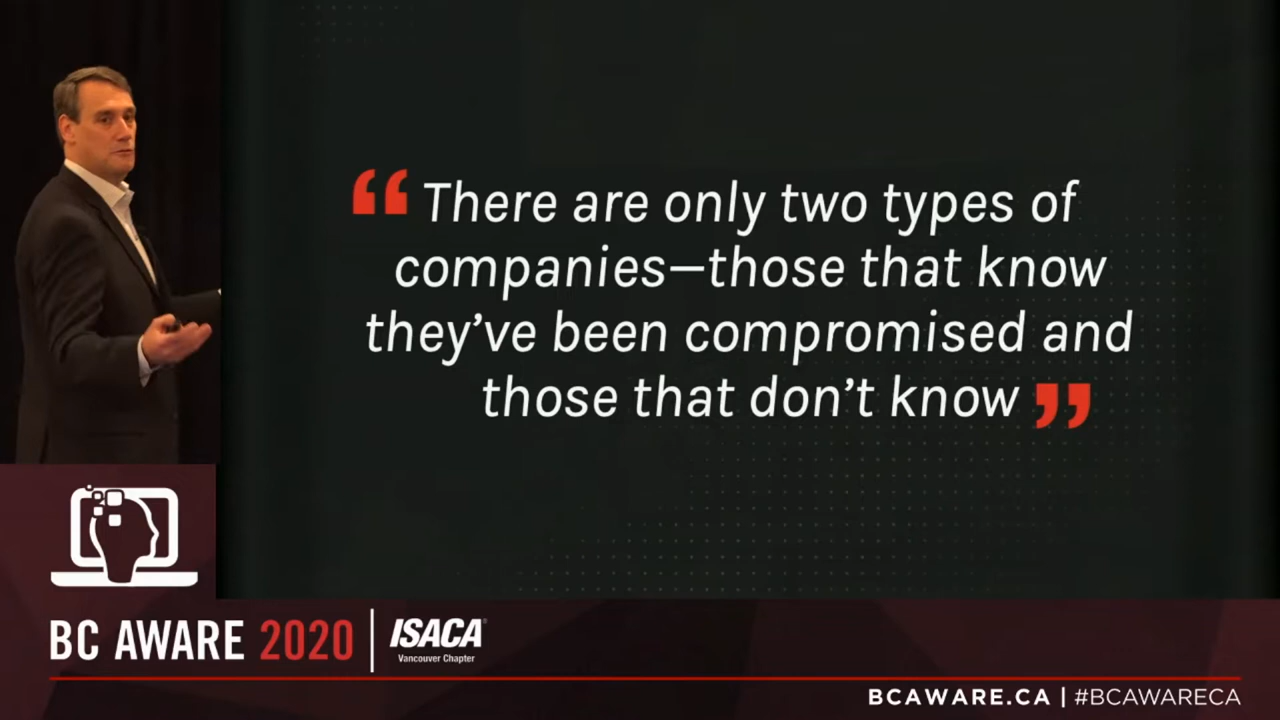 “There are only two types of
companies—those that know
they’ve been compromised and
those that don’t know”
BC AWARE 2020 | ISACA®
Vancouver Chapter
BCAWARE.CA | #BCAWARECA